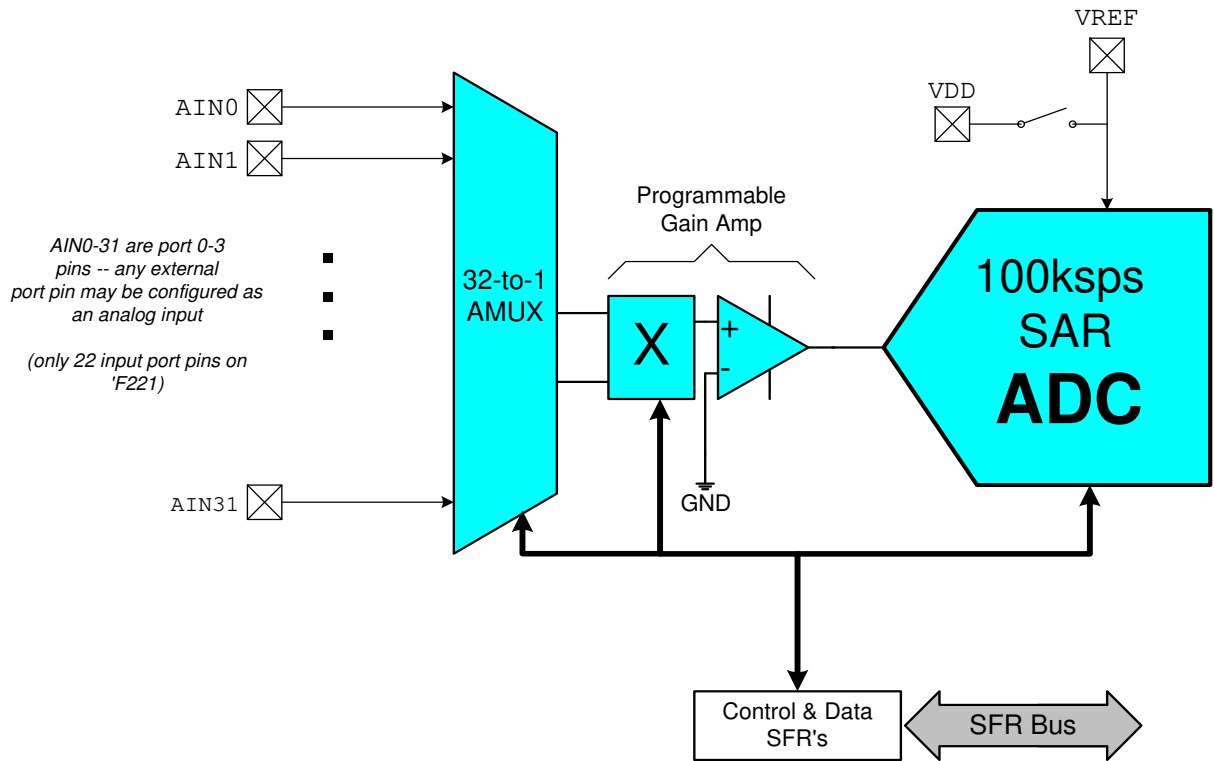 VREF
VDD
AIN0
AIN1
Programmable
Gain Amp
AIN0-31 are port 0-3
pins -- any external
port pin may be configured as
an analog input
(only 22 input port pins on
'F221)
32-to-1
AMUX
X
+
-
100ksps
SAR
ADC
AIN31
GND
Control & Data
SFR's
SFR Bus